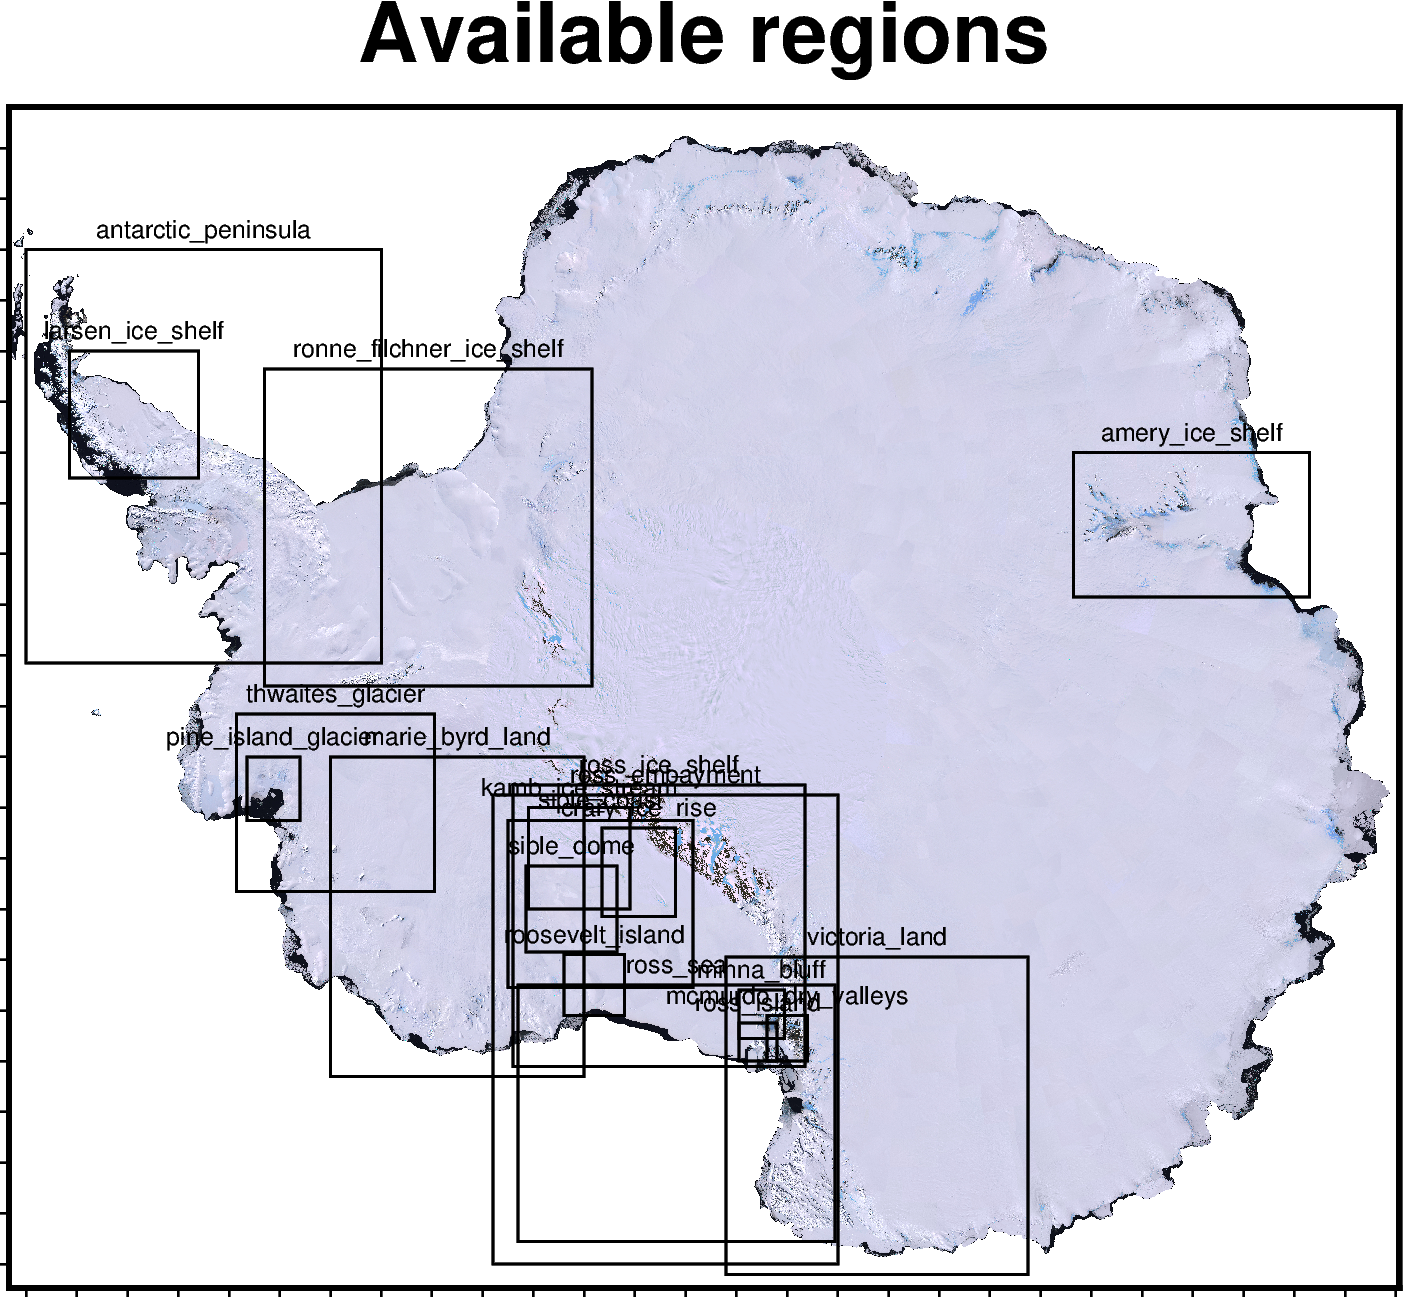 Available regions
antarctic_peninsula
larsen_ice_shelf
ronne_filchner_ice_shelf
amery_ice_shelf
thwaites_glacier
pine_island_glacier
marie_byrd_land
ross_ice_shelf
ross_embayment
kamb_ice_stream
siple_coast
crary_ice_rise
siple_dome
roosevelt_island
victoria_land
ross_sea
minna_bluff
mcmurdo_dry_valleys
ross_island